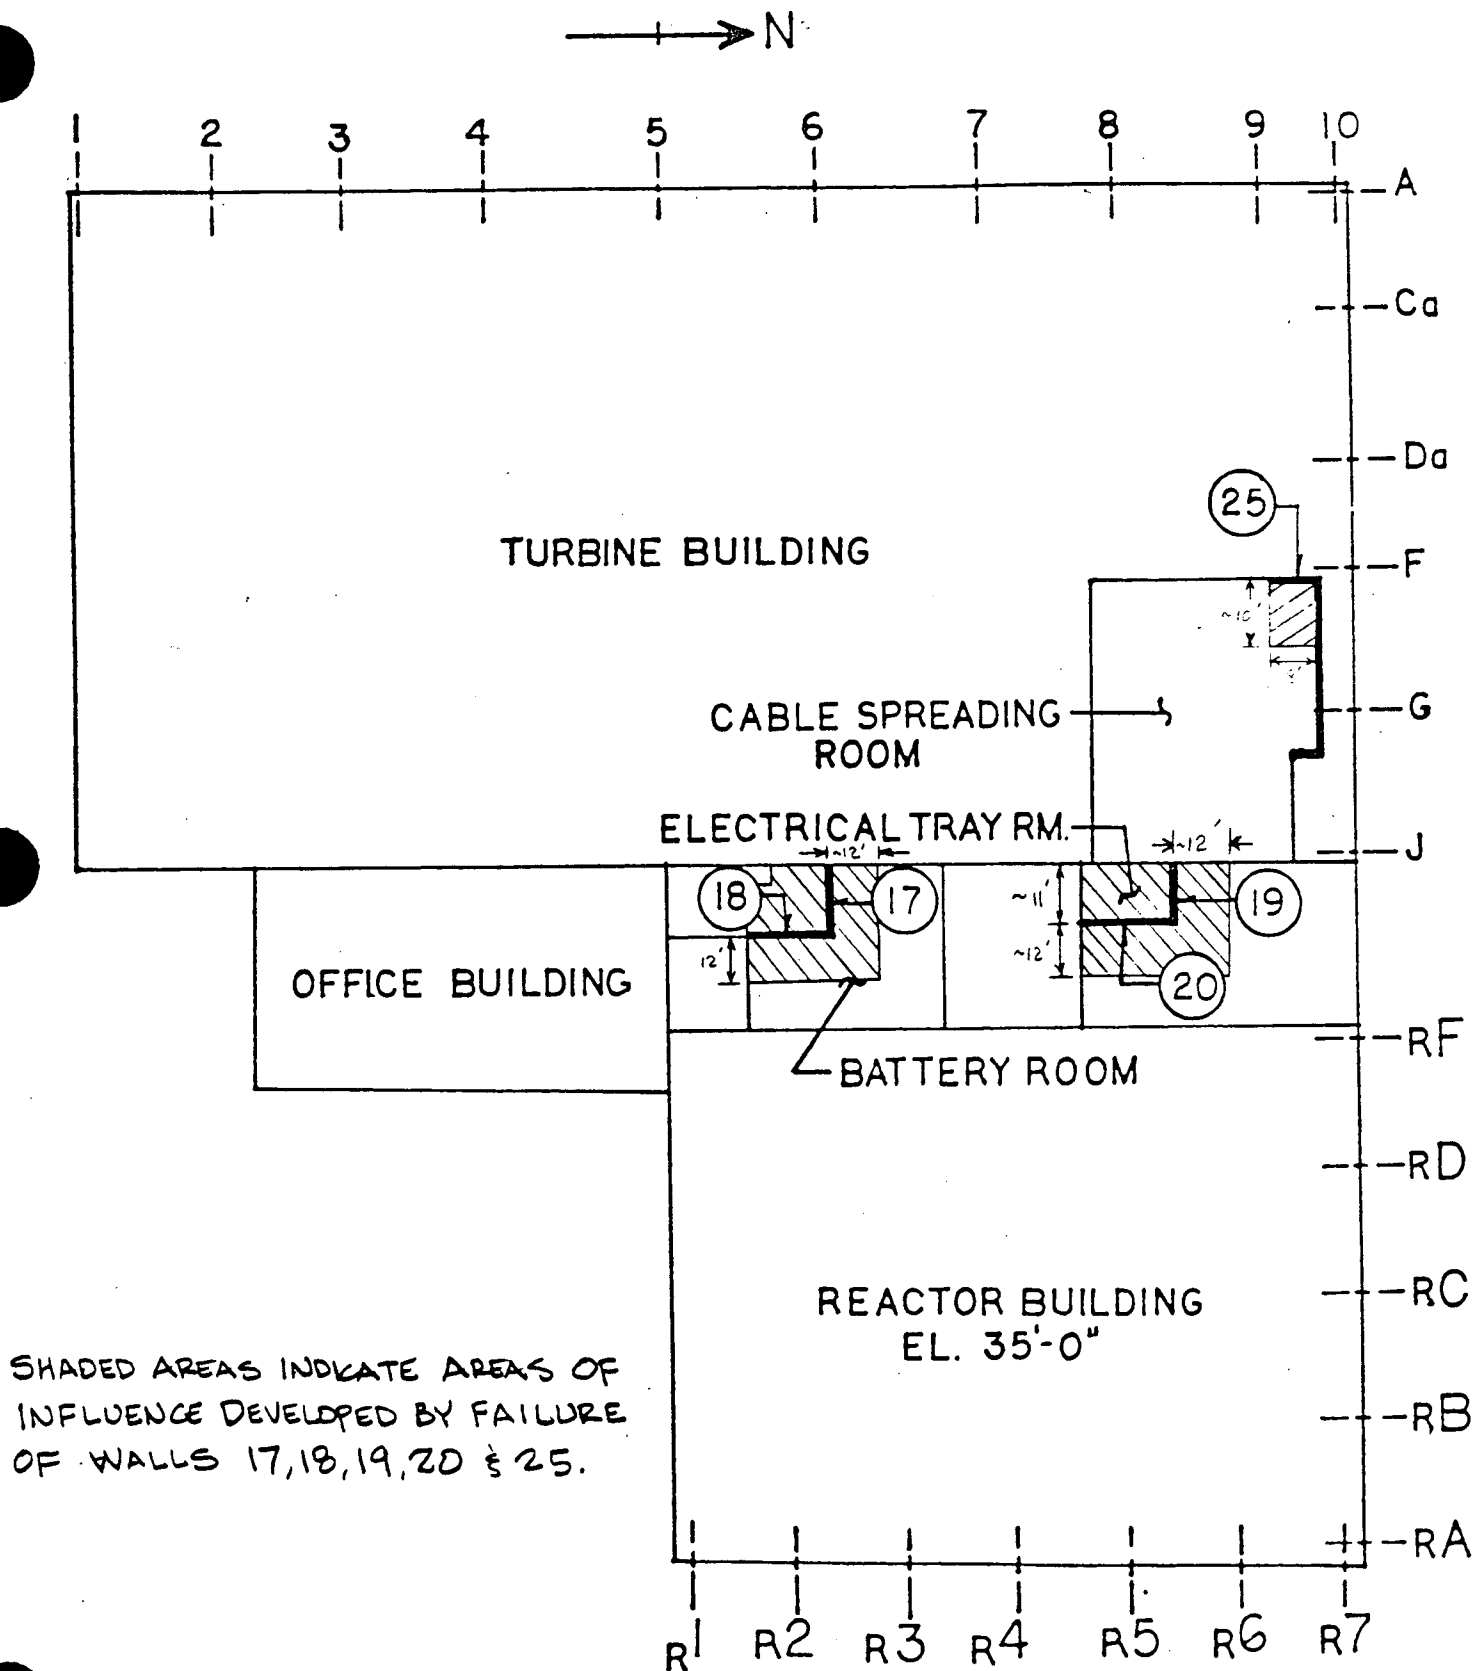 N
1 2 3 4 5 6 7 8 9 10
A
Ca
Da
25
TURBINE BUILDING
F
~10'
CABLE SPREADING
ROOM
G
ELECTRICAL TRAY RM.
~12'
~12'
J
18
17
~11'
19
12'
~12'
OFFICE BUILDING
20
RF
BATTERY ROOM
RD
REACTOR BUILDING
EL. 35'-0"
RC
SHADED AREAS INDICATE AREAS OF
INFLUENCE DEVELOPED BY FAILURE
OF WALLS 17,18,19,20 & 25.
RB
RA
R1 R2 R3 R4 R5 R6 R7